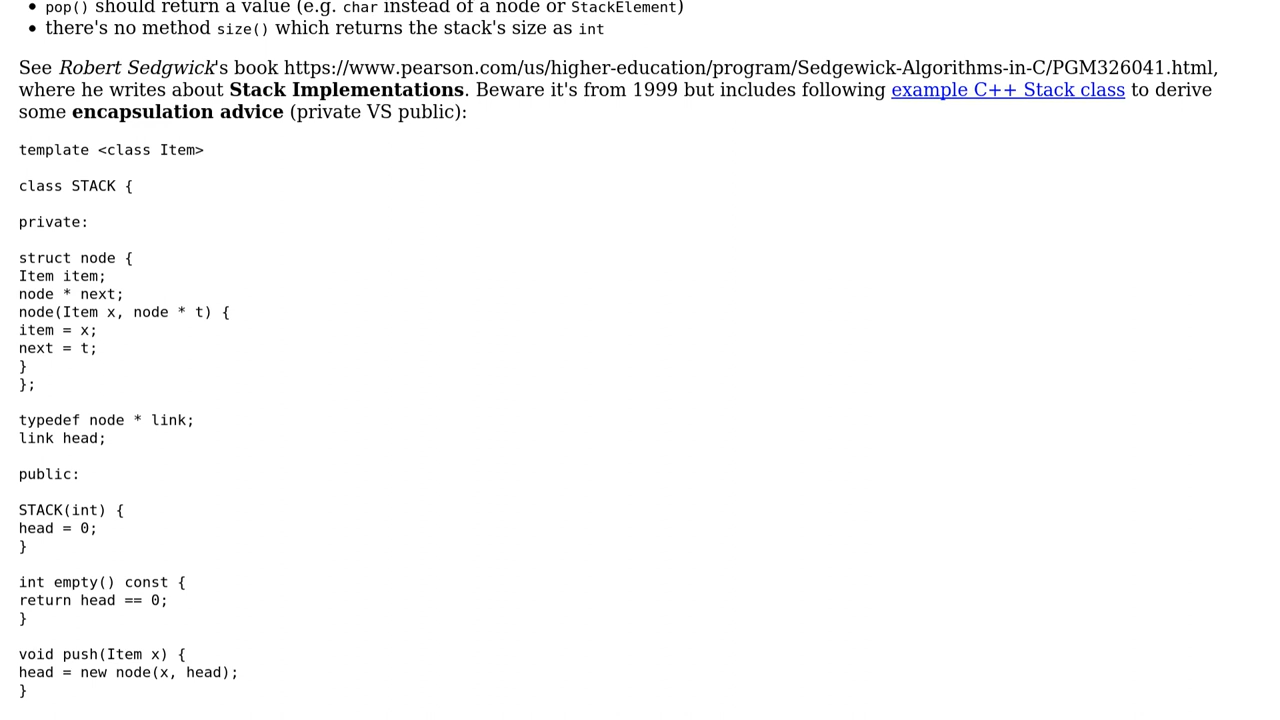 • pop() should return a value (e.g. char instead of a node or StackElement)
• there's no method size() which returns the stack's size as int
See Robert Sedgwick's book https://www.pearson.com/us/higher-education/program/Sedgewick-Algorithms-in-C/PGM326041.html,
where he writes about Stack Implementations. Beware it's from 1999 but includes following example C++ Stack class to derive
some encapsulation advice (private VS public):
template <class Item>
class STACK {
private:
struct node {
Item item;
node * next;
node(Item x, node * t) {
item = x;
next = t;
}
};
typedef node * link;
link head;
public:
STACK(int) {
head = 0;
}
int empty() const {
return head == 0;
}
void push(Item x) {
head = new node(x, head);
}